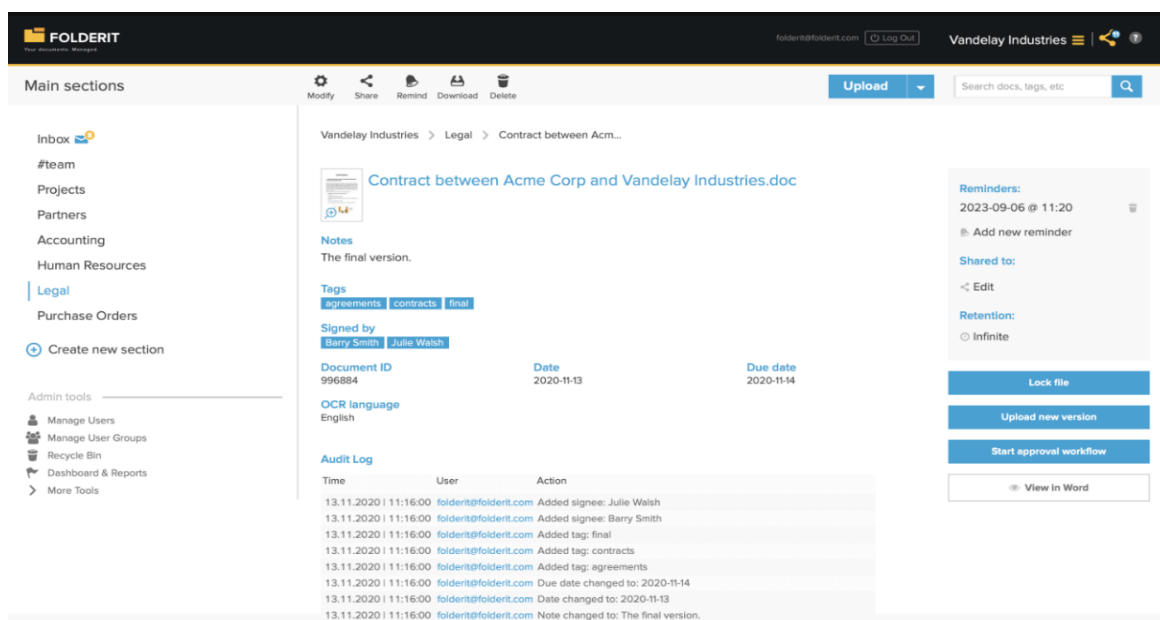 FOLDERIT
Your documents. Managed.
folderit@folderit.com Log Out
Vandelay Industries
Main sections
Modify Share Remind Download Delete
Upload
Search docs, tags, etc
Inbox
#team
Projects
Partners
Accounting
Human Resources
Legal
Purchase Orders
Create new section
Admin tools
Manage Users
Manage User Groups
Recycle Bin
Dashboard & Reports
More Tools
Vandelay Industries > Legal > Contract between Acm...
Contract between Acme Corp and Vandelay Industries.doc
Notes
The final version.
Tags
agreements contracts final
Signed by
Barry Smith Julie Walsh
Document ID Date Due date
996884 2020-11-13 2020-11-14
OCR language
English
Audit Log
Time User Action
13.11.2020 | 11:16:00 folderit@folderit.com Added signee: Julie Walsh
13.11.2020 | 11:16:00 folderit@folderit.com Added signee: Barry Smith
13.11.2020 | 11:16:00 folderit@folderit.com Added tag: final
13.11.2020 | 11:16:00 folderit@folderit.com Added tag: contracts
13.11.2020 | 11:16:00 folderit@folderit.com Added tag: agreements
13.11.2020 | 11:16:00 folderit@folderit.com Due date changed to: 2020-11-14
13.11.2020 | 11:16:00 folderit@folderit.com Date changed to: 2020-11-13
13.11.2020 | 11:16:00 folderit@folderit.com Note changed to: The final version.
Reminders:
2023-09-06 @ 11:20
Add new reminder
Shared to:
Edit
Retention:
Infinite
Lock file
Upload new version
Start approval workflow
View in Word